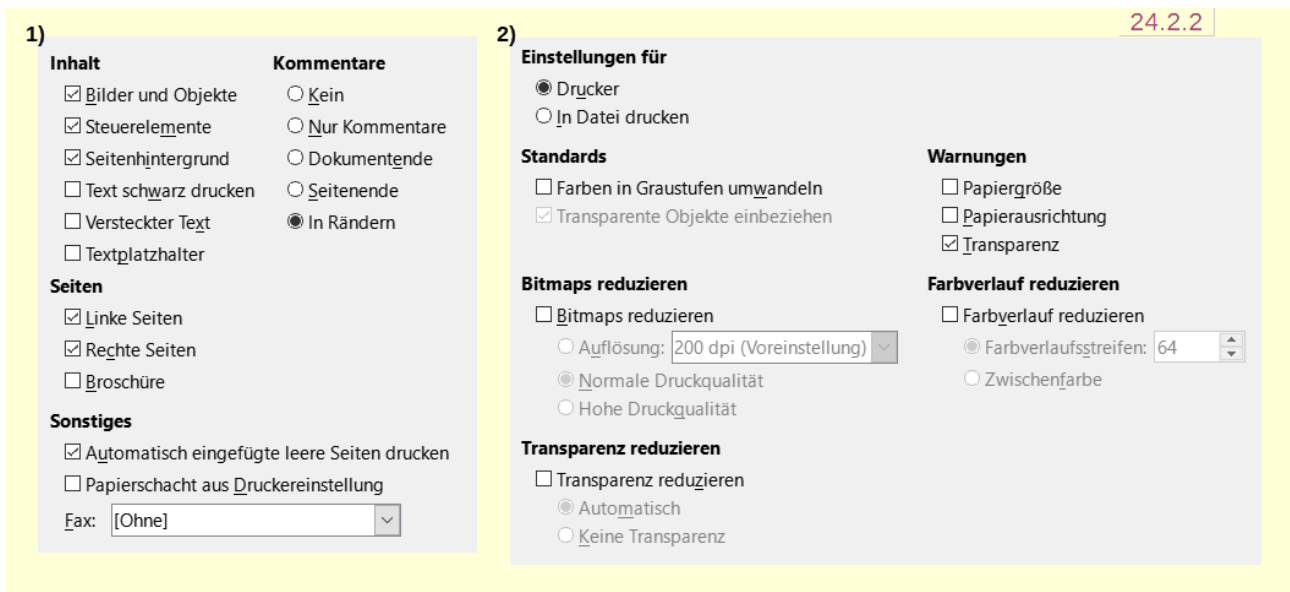 24.2.2
1)
Inhalt
Bilder und Objekte
Steuerelemente
Seitenhintergrund
Text schwarz drucken
Versteckter Text
Textplatzhalter
Kommentare
Kein
Nur Kommentare
Dokumentende
Seitenende
In Rändern
Seiten
Linke Seiten
Rechte Seiten
Broschüre
Sonstiges
Automatisch eingefügte leere Seiten drucken
Papierschacht aus Druckereinstellung
Fax: [Ohne]
2)
Einstellungen für
Drucker
In Datei drucken
Standards
Farben in Graustufen umwandeln
Transparente Objekte einbeziehen
Warnungen
Papiergröße
Papierausrichtung
Transparenz
Bitmaps reduzieren
Bitmaps reduzieren
Auflösung: 200 dpi (Voreinstellung)
Normale Druckqualität
Hohe Druckqualität
Farbverlauf reduzieren
Farbverlauf reduzieren
Farbverlaufsstreifen: 64
Zwischenfarbe
Transparenz reduzieren
Transparenz reduzieren
Automatisch
Keine Transparenz